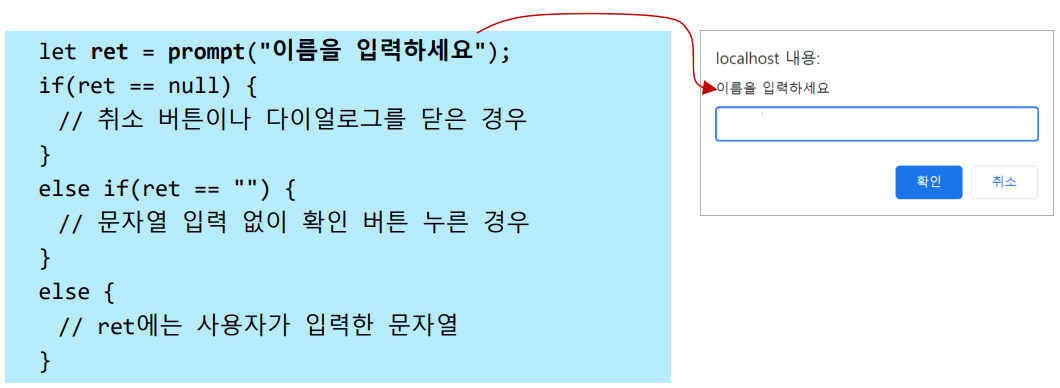 let ret = prompt("이름을 입력하세요");
if(ret == null) {
// 취소 버튼이나 다이얼로그를 닫은 경우
}
else if(ret == "") {
// 문자열 입력 없이 확인 버튼 누른 경우
}
else {
// ret에는 사용자가 입력한 문자열
}
localhost 내용:
이름을 입력하세요
확인 취소